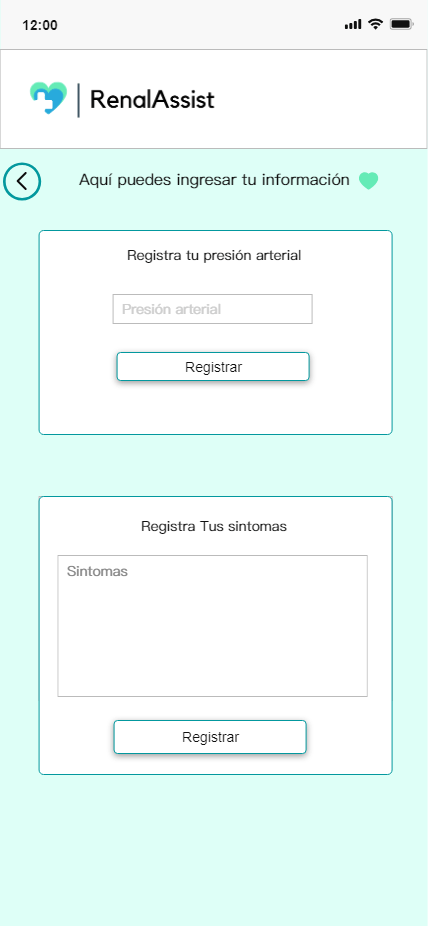 12:00
RenalAssist
Aquí puedes ingresar tu información
Registra tu presión arterial
Presión arterial
Registrar
Registra Tus sintomas
Sintomas
Registrar